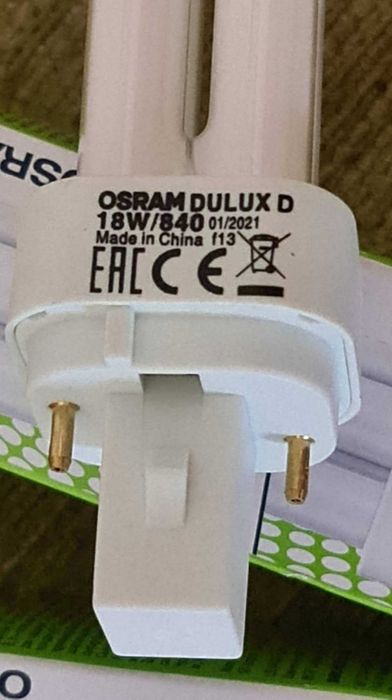 OSRAM DULUX D
18W/840 01/2021
Made in China f13
EAC CE